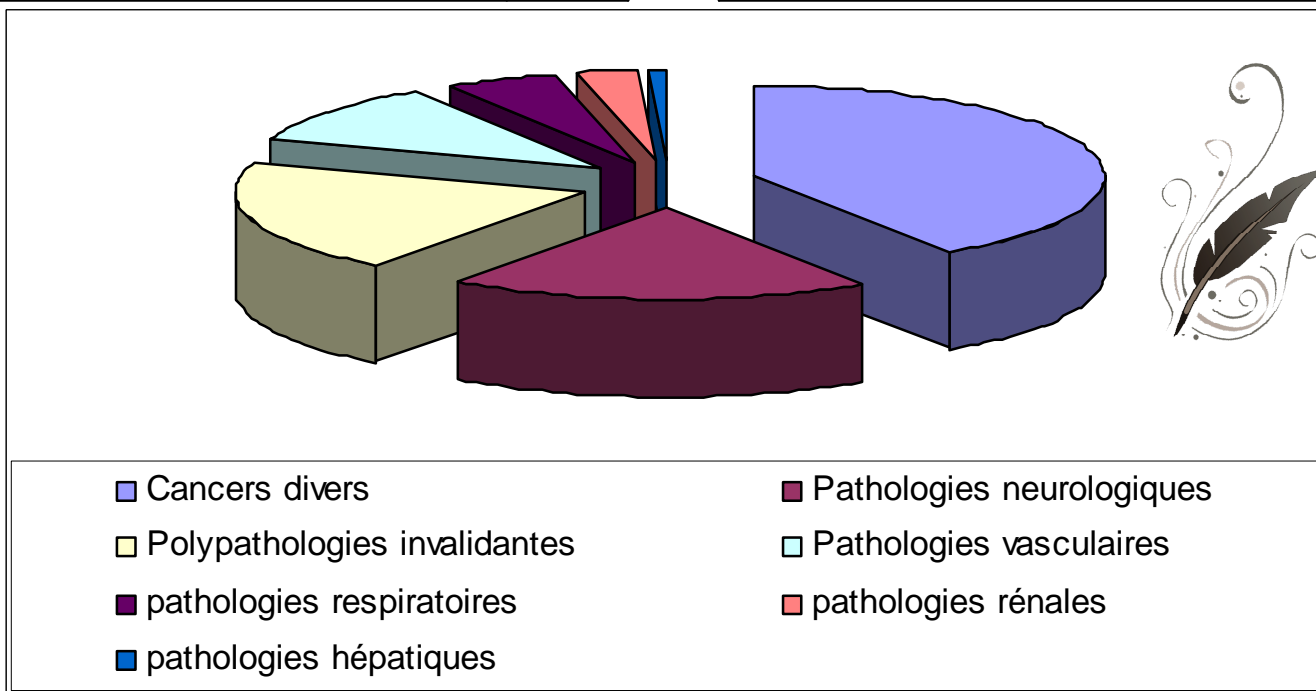 Cancers divers
Pathologies neurologiques
Polypathologies invalidantes
Pathologies vasculaires
pathologies respiratoires
pathologies rénales
pathologies hépatiques